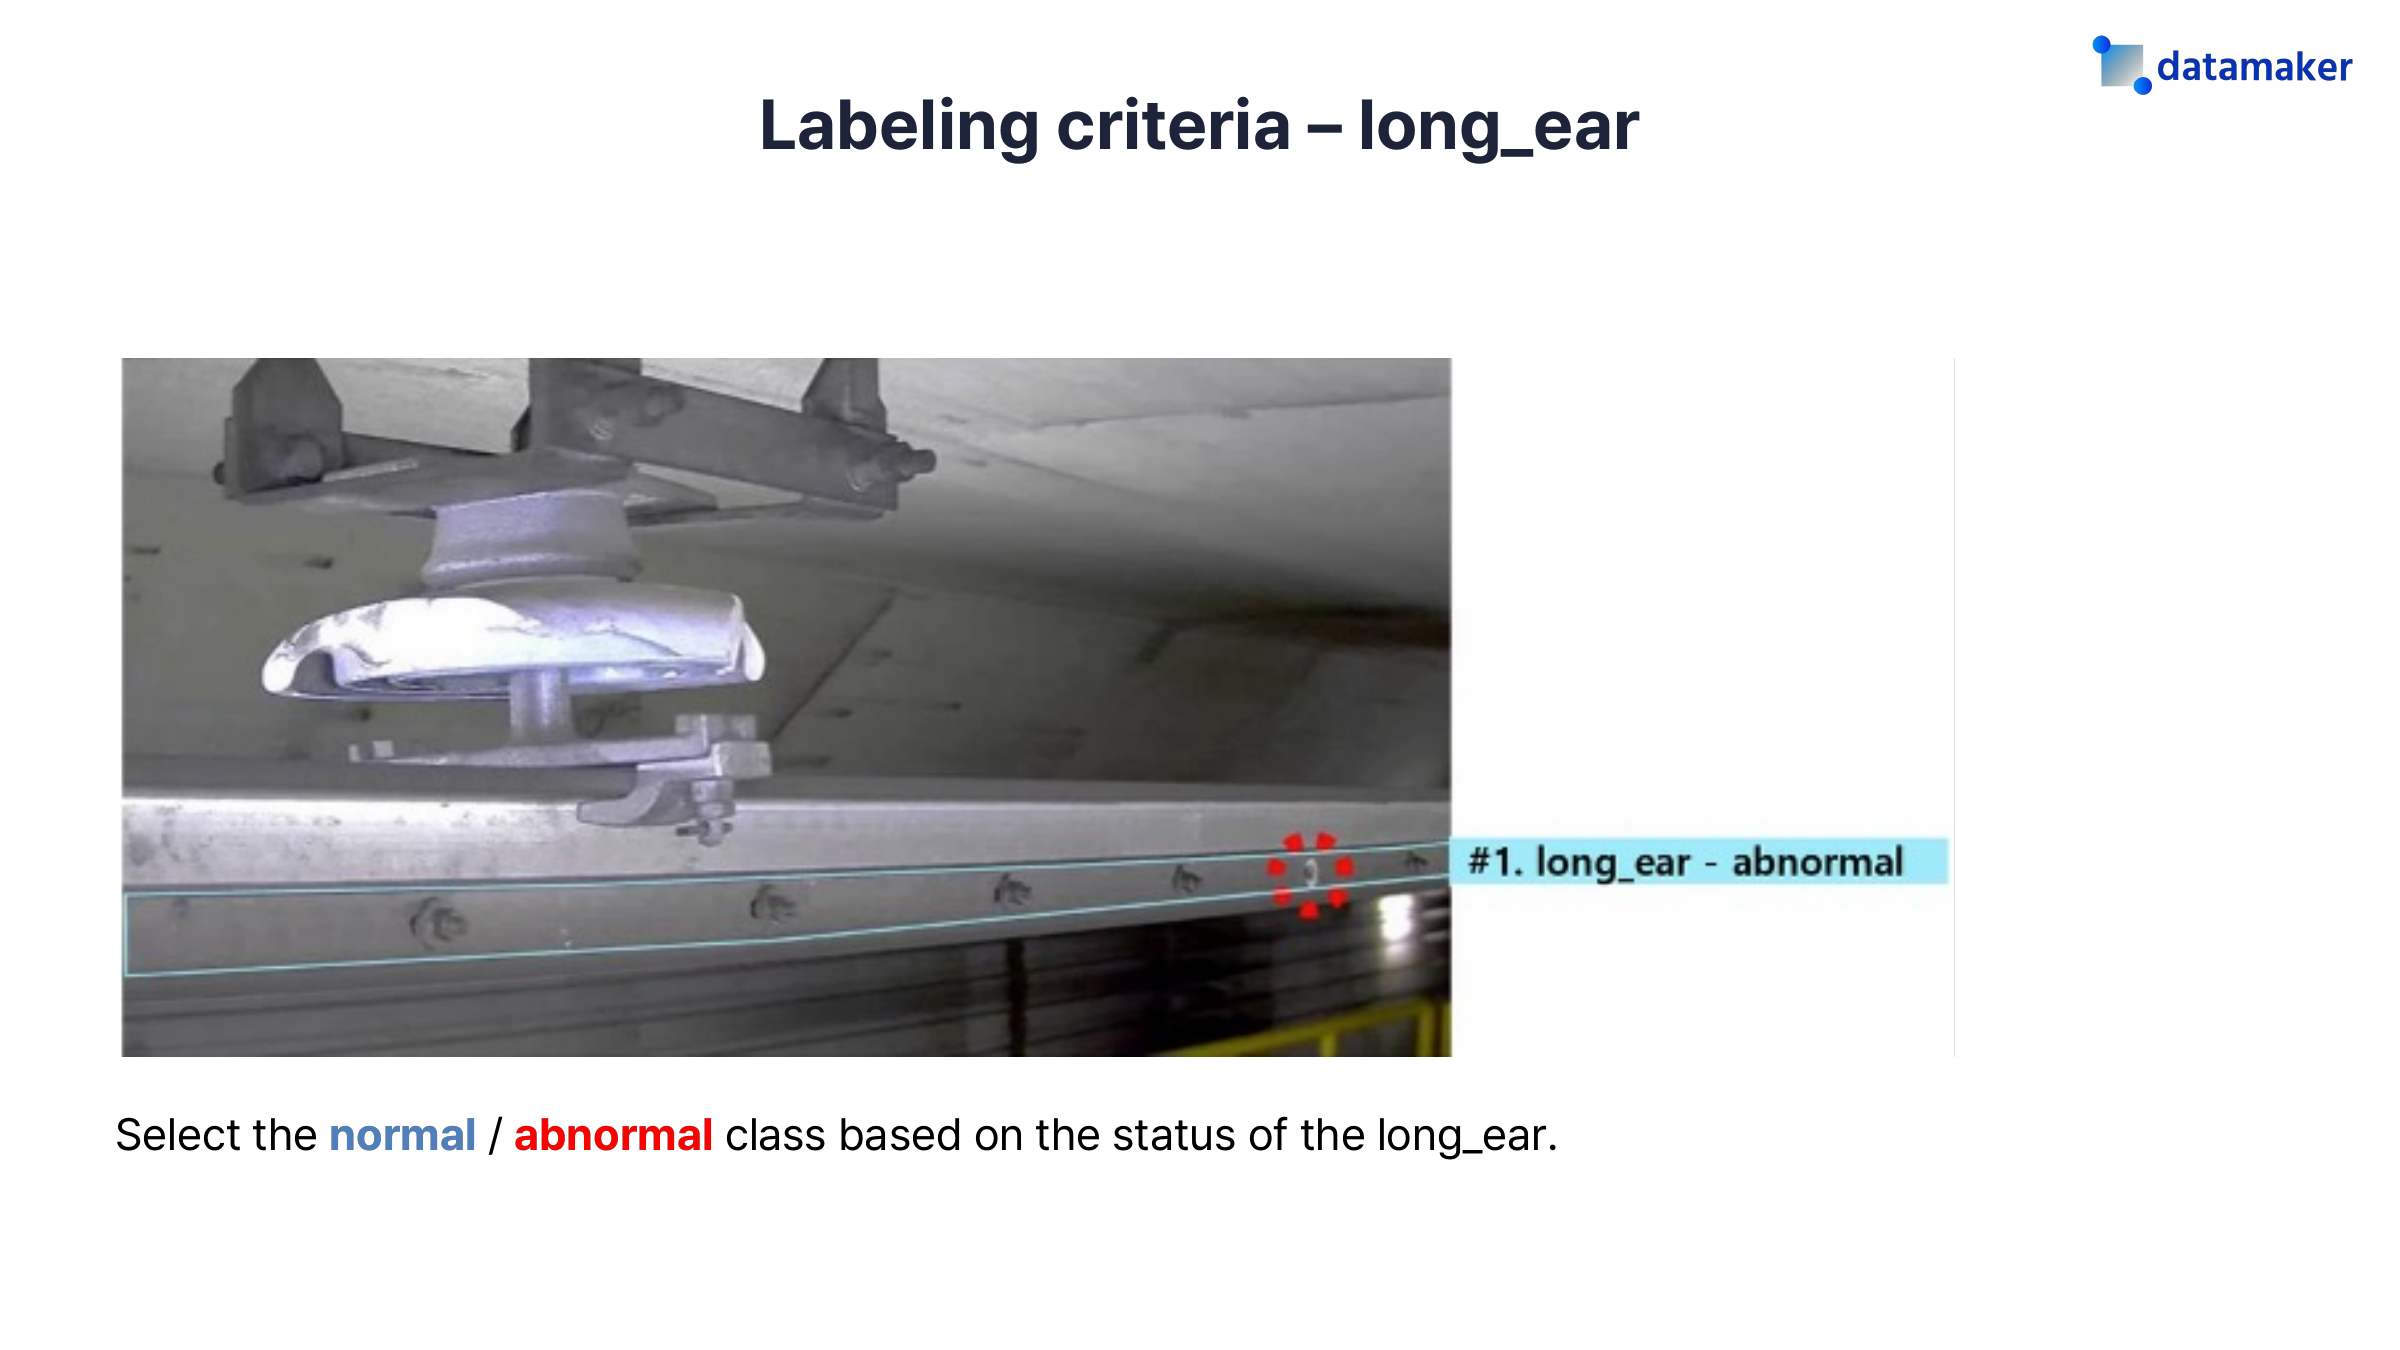 datamaker
Labeling criteria – long_ear
#1. long_ear - abnormal
Select the normal / abnormal class based on the status of the long_ear.